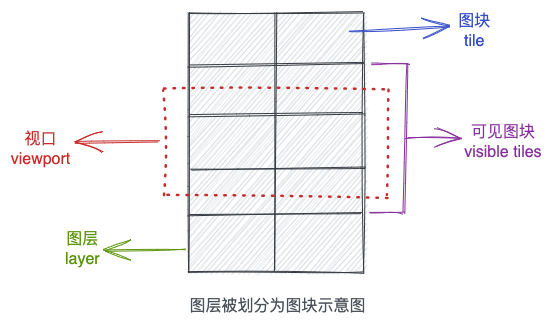 图块
tile
视口
viewport
可见图块
visible tiles
图层
layer
图层被划分为图块示意图